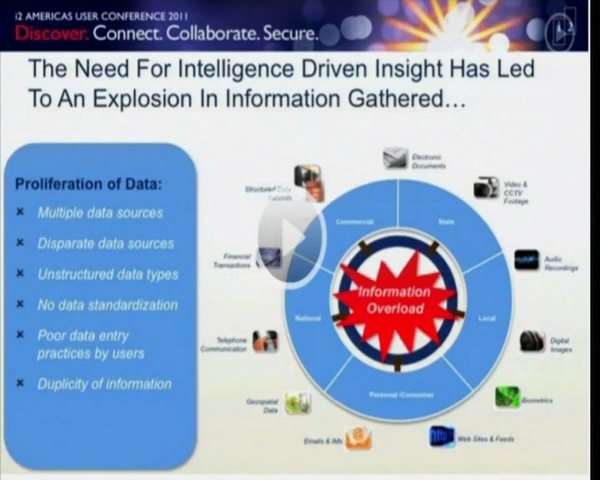 i2 AMERICAS USER CONFERENCE 2011
Discover. Connect. Collaborate. Secure.
The Need For Intelligence Driven Insight Has Led
To An Explosion In Information Gathered...
Proliferation of Data:
× Multiple data sources
× Disparate data sources
× Unstructured data types
× No data standardization
× Poor data entry
practices by users
× Duplicity of information
Electronic
Documents
Structured Data
Records
Video &
CCTV
Footage
Commercial
State
Financial
Transactions
Audio
Recordings
Information
Overload
National
Local
Telephone
Communication
Digital
Images
Personal /Consumer
Geospatial
Data
Biometrics
Emails & IMs
http
Web Sites & Feeds